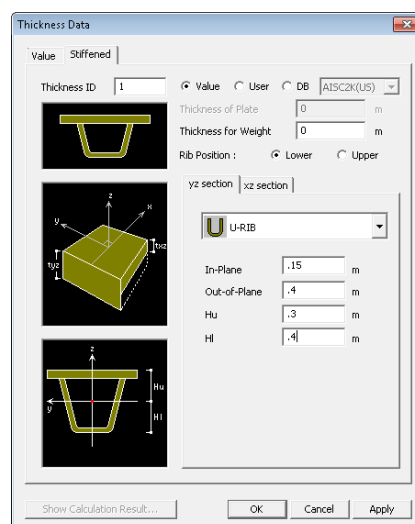 Thickness Data
Value Stiffened
Thickness ID 1 Value User DB AISC2K(US)
Thickness of Plate 0 m
Thickness for Weight 0 m
Rib Position : Lower Upper
yz section xz section
U-RIB
In-Plane .15 m
Out-of-Plane .4 m
Hu .3 m
Hl .4 m
z
x
y
tyz
txz
z
y
Hu
Hl
Show Calculation Result...
OK Cancel Apply